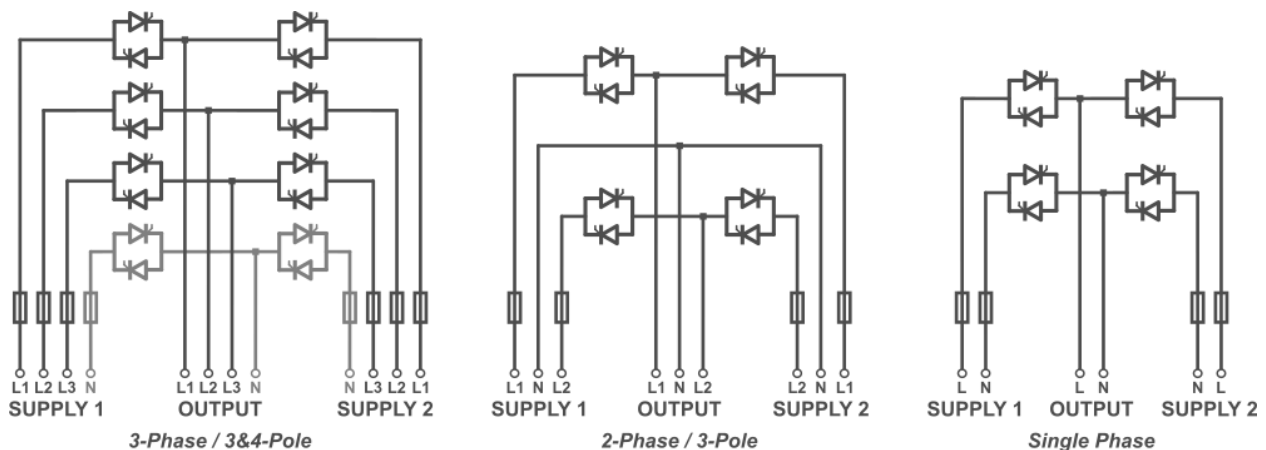 L1 L2 L3 N L1 L2 L3 N N L3 L2 L1
SUPPLY 1 OUTPUT SUPPLY 2
3-Phase / 3&4-Pole
L1 N L2 L1 N L2 L2 N L1
SUPPLY 1 OUTPUT SUPPLY 2
2-Phase / 3-Pole
L N L N N L
SUPPLY 1 OUTPUT SUPPLY 2
Single Phase